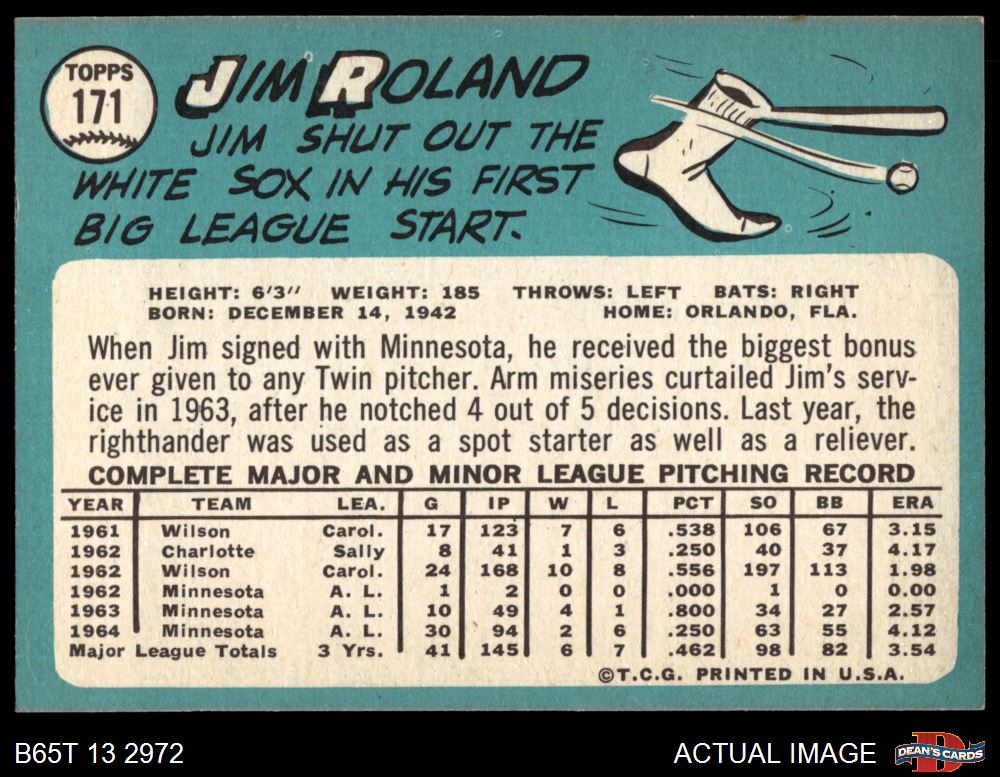 TOPPS
171
JIM ROLAND
JIM SHUT OUT THE
WHITE SOX IN HIS FIRST
BIG LEAGUE START.
HEIGHT: 6'3" WEIGHT: 185 THROWS: LEFT BATS: RIGHT
BORN: DECEMBER 14, 1942 HOME: ORLANDO, FLA.
When Jim signed with Minnesota, he received the biggest bonus
ever given to any Twin pitcher. Arm miseries curtailed Jim's serv-
ice in 1963, after he notched 4 out of 5 decisions. Last year, the
righthander was used as a spot starter as well as a reliever.
COMPLETE MAJOR AND MINOR LEAGUE PITCHING RECORD
YEAR TEAM LEA. G IP W L PCT SO BB ERA
1961 Wilson Carol. 17 123 7 6 .538 106 67 3.15
1962 Charlotte Sally 8 41 1 3 .250 40 37 4.17
1962 Wilson Carol. 24 168 10 8 .556 197 113 1.98
1962 Minnesota A. L. 1 2 0 0 .000 1 0 0.00
1963 Minnesota A. L. 10 49 4 1 .800 34 27 2.57
1964 Minnesota A. L. 30 94 2 6 .250 63 55 4.12
Major League Totals 3 Yrs. 41 145 6 7 .462 98 82 3.54
©T.C.G. PRINTED IN U.S.A.
B65T 13 2972 ACTUAL IMAGE DEAN'S CARDS